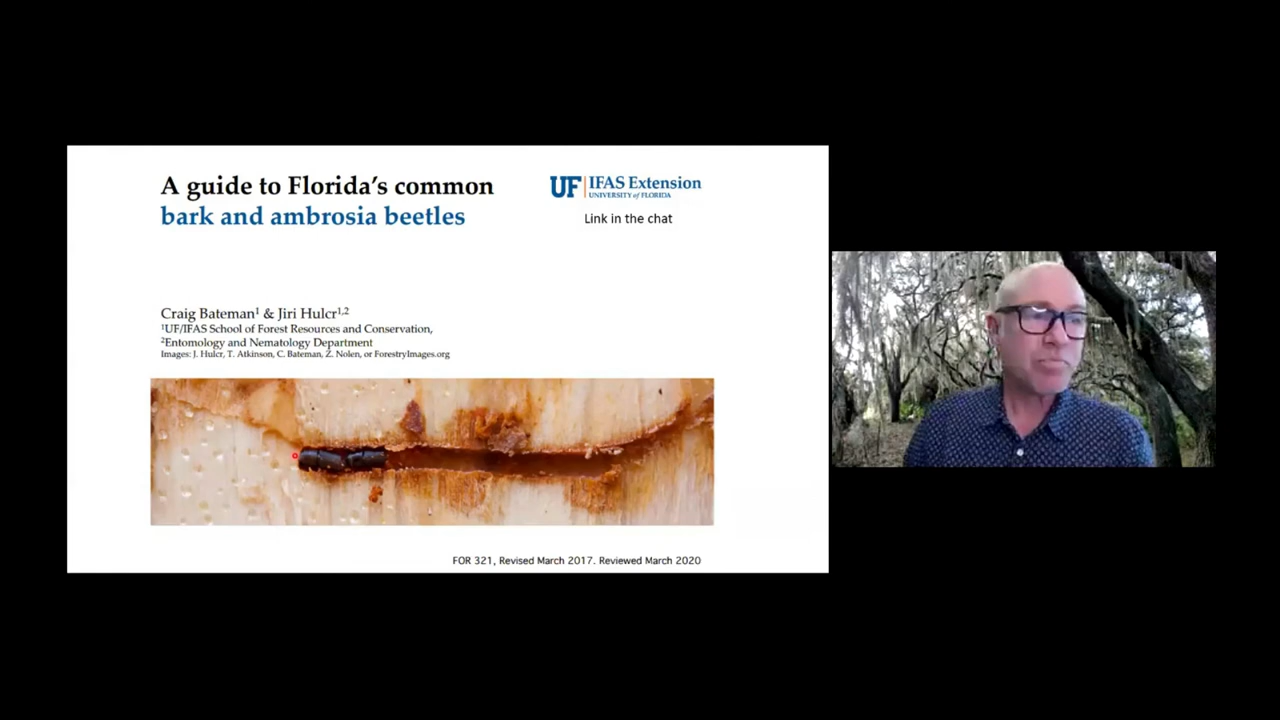 A guide to Florida's common
bark and ambrosia beetles
UF IFAS Extension
UNIVERSITY of FLORIDA
Link in the chat
Craig Bateman¹ & Jiri Hulcr¹,²
¹UF/IFAS School of Forest Resources and Conservation,
²Entomology and Nematology Department
Images: J. Hulcr, T. Atkinson, C. Bateman, Z. Nolen, or ForestryImages.org
FOR 321, Revised March 2017. Reviewed March 2020